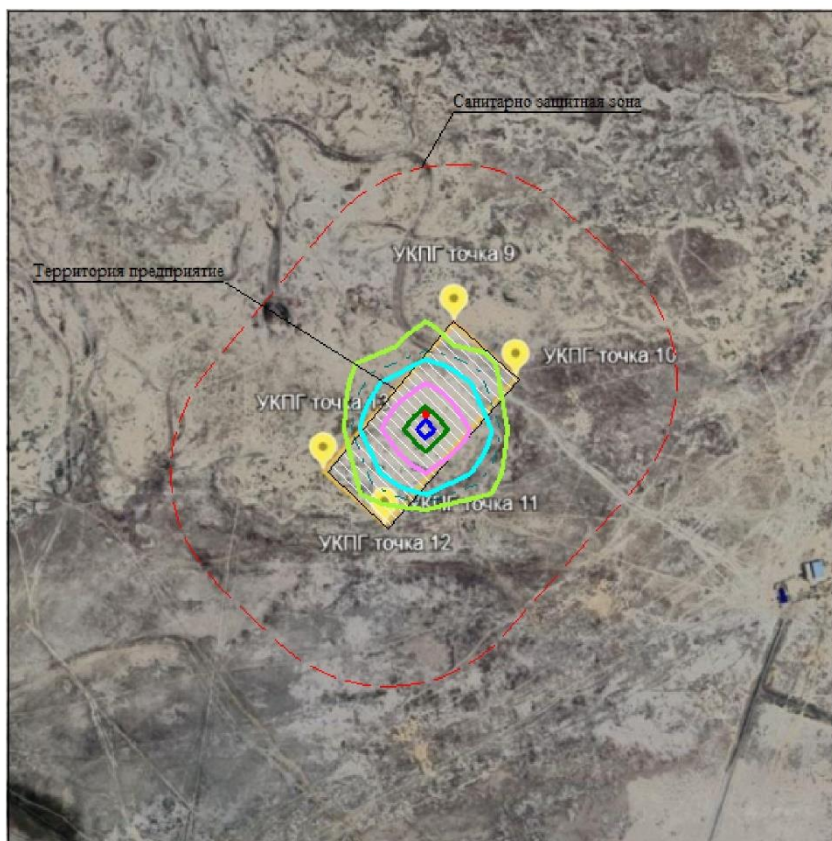 Санитарно защитная зона
УКПГ точка 9
Территория предприятие
УКПГ точка 10
УКПГ точка 13
УКПГ точка 11
УКПГ точка 12